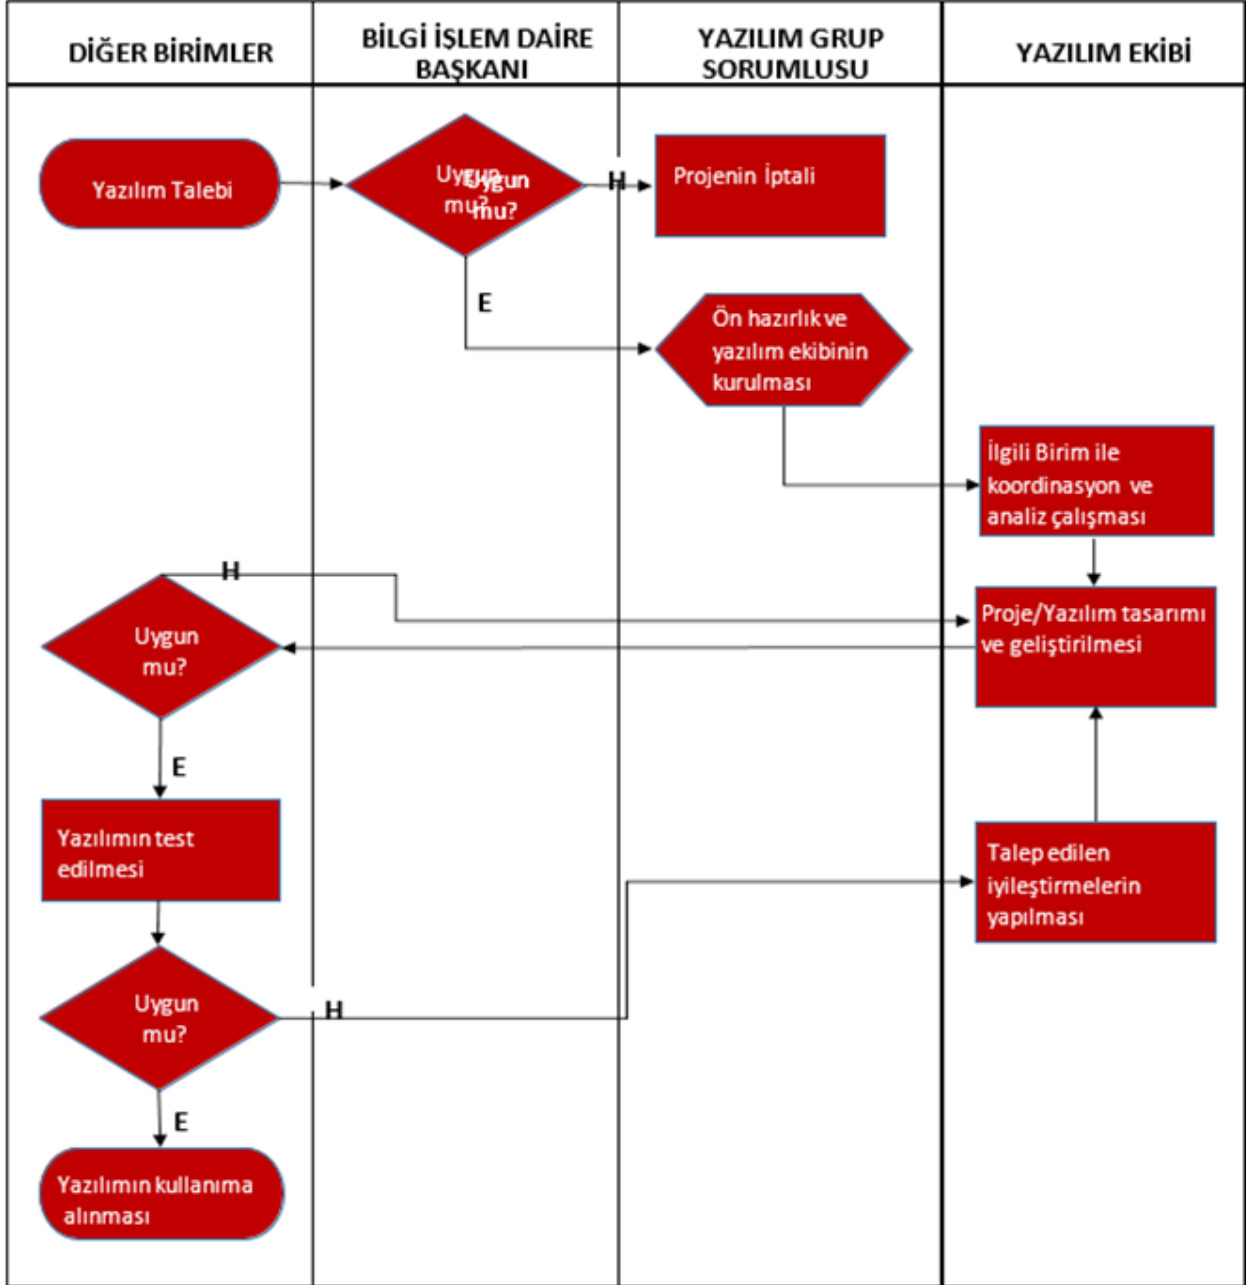 DİĞER BİRİMLER
BİLGİ İŞLEM DAİRE
BAŞKANI
YAZILIM GRUP
SORUMLUSU
YAZILIM EKİBİ
Yazılım Talebi
Uygun
mu?
Uygun
mu?
H
Projenin İptali
E
Ön hazırlık ve
yazılım ekibinin
kurulması
İlgili Birim ile
koordinasyon ve
analiz çalışması
H
Uygun
mu?
Proje/Yazılım tasarımı
ve geliştirilmesi
E
Yazılımın test
edilmesi
Talep edilen
iyileştirmelerin
yapılması
Uygun
mu?
H
E
Yazılımın kullanıma
alınması